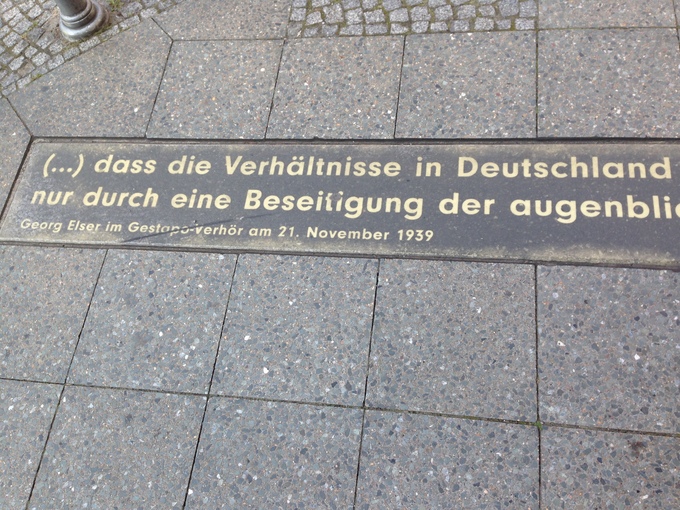 (...) dass die Verhältnisse in Deutschland
nur durch eine Beseitigung der augenblic
Georg Elser im Gestapo-Verhör am 21. November 1939